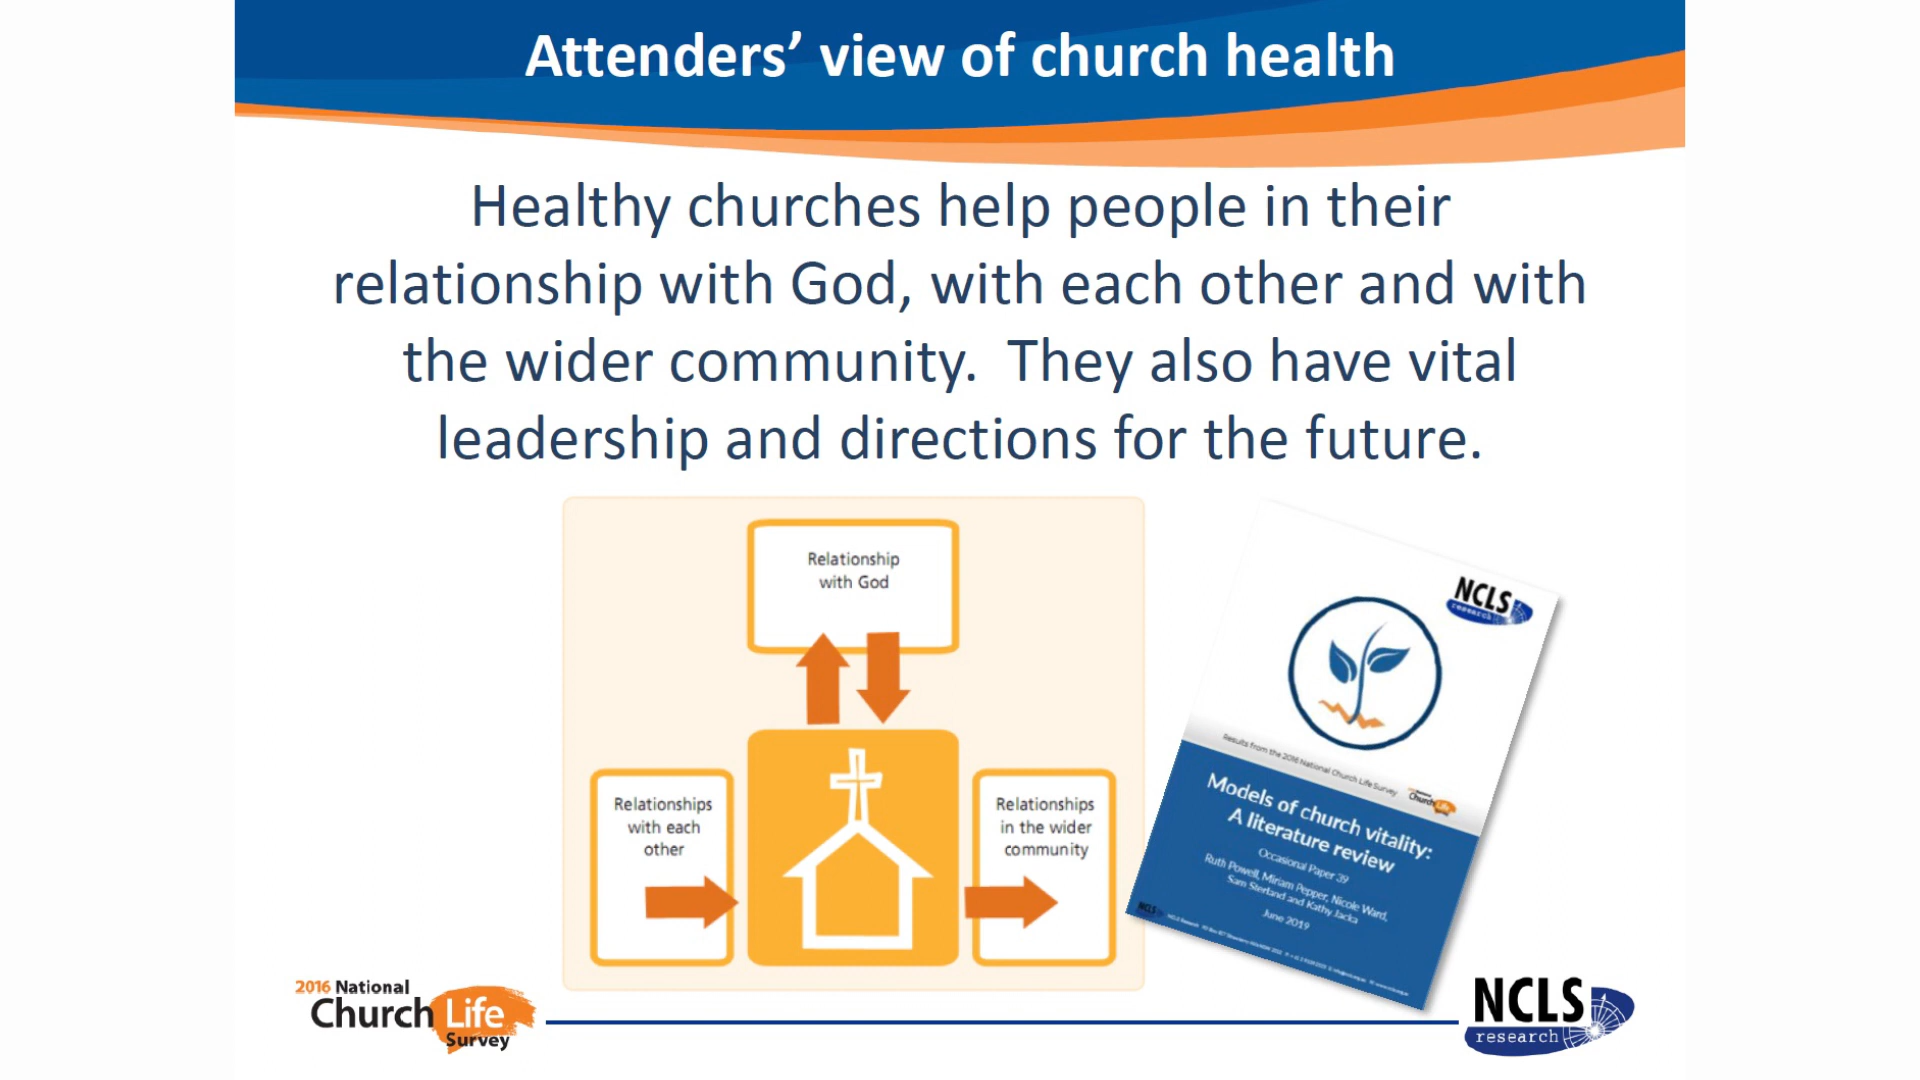 Attenders’ view of church health
Healthy churches help people in their
relationship with God, with each other and with
the wider community.  They also have vital
leadership and directions for the future.
Relationship
with God
Relationships
with each
other
Relationships
in the wider
community
NCLS
research
Results from the 2016 National Church Life Survey
Church Life
Models of church vitality:
A literature review
Occasional Paper 39
Ruth Powell, Miriam Pepper, Nicole Ward,
Sam Sterland and Kathy Jacka
June 2019
NCLS
2016 National
Church Life
Survey
NCLS
research